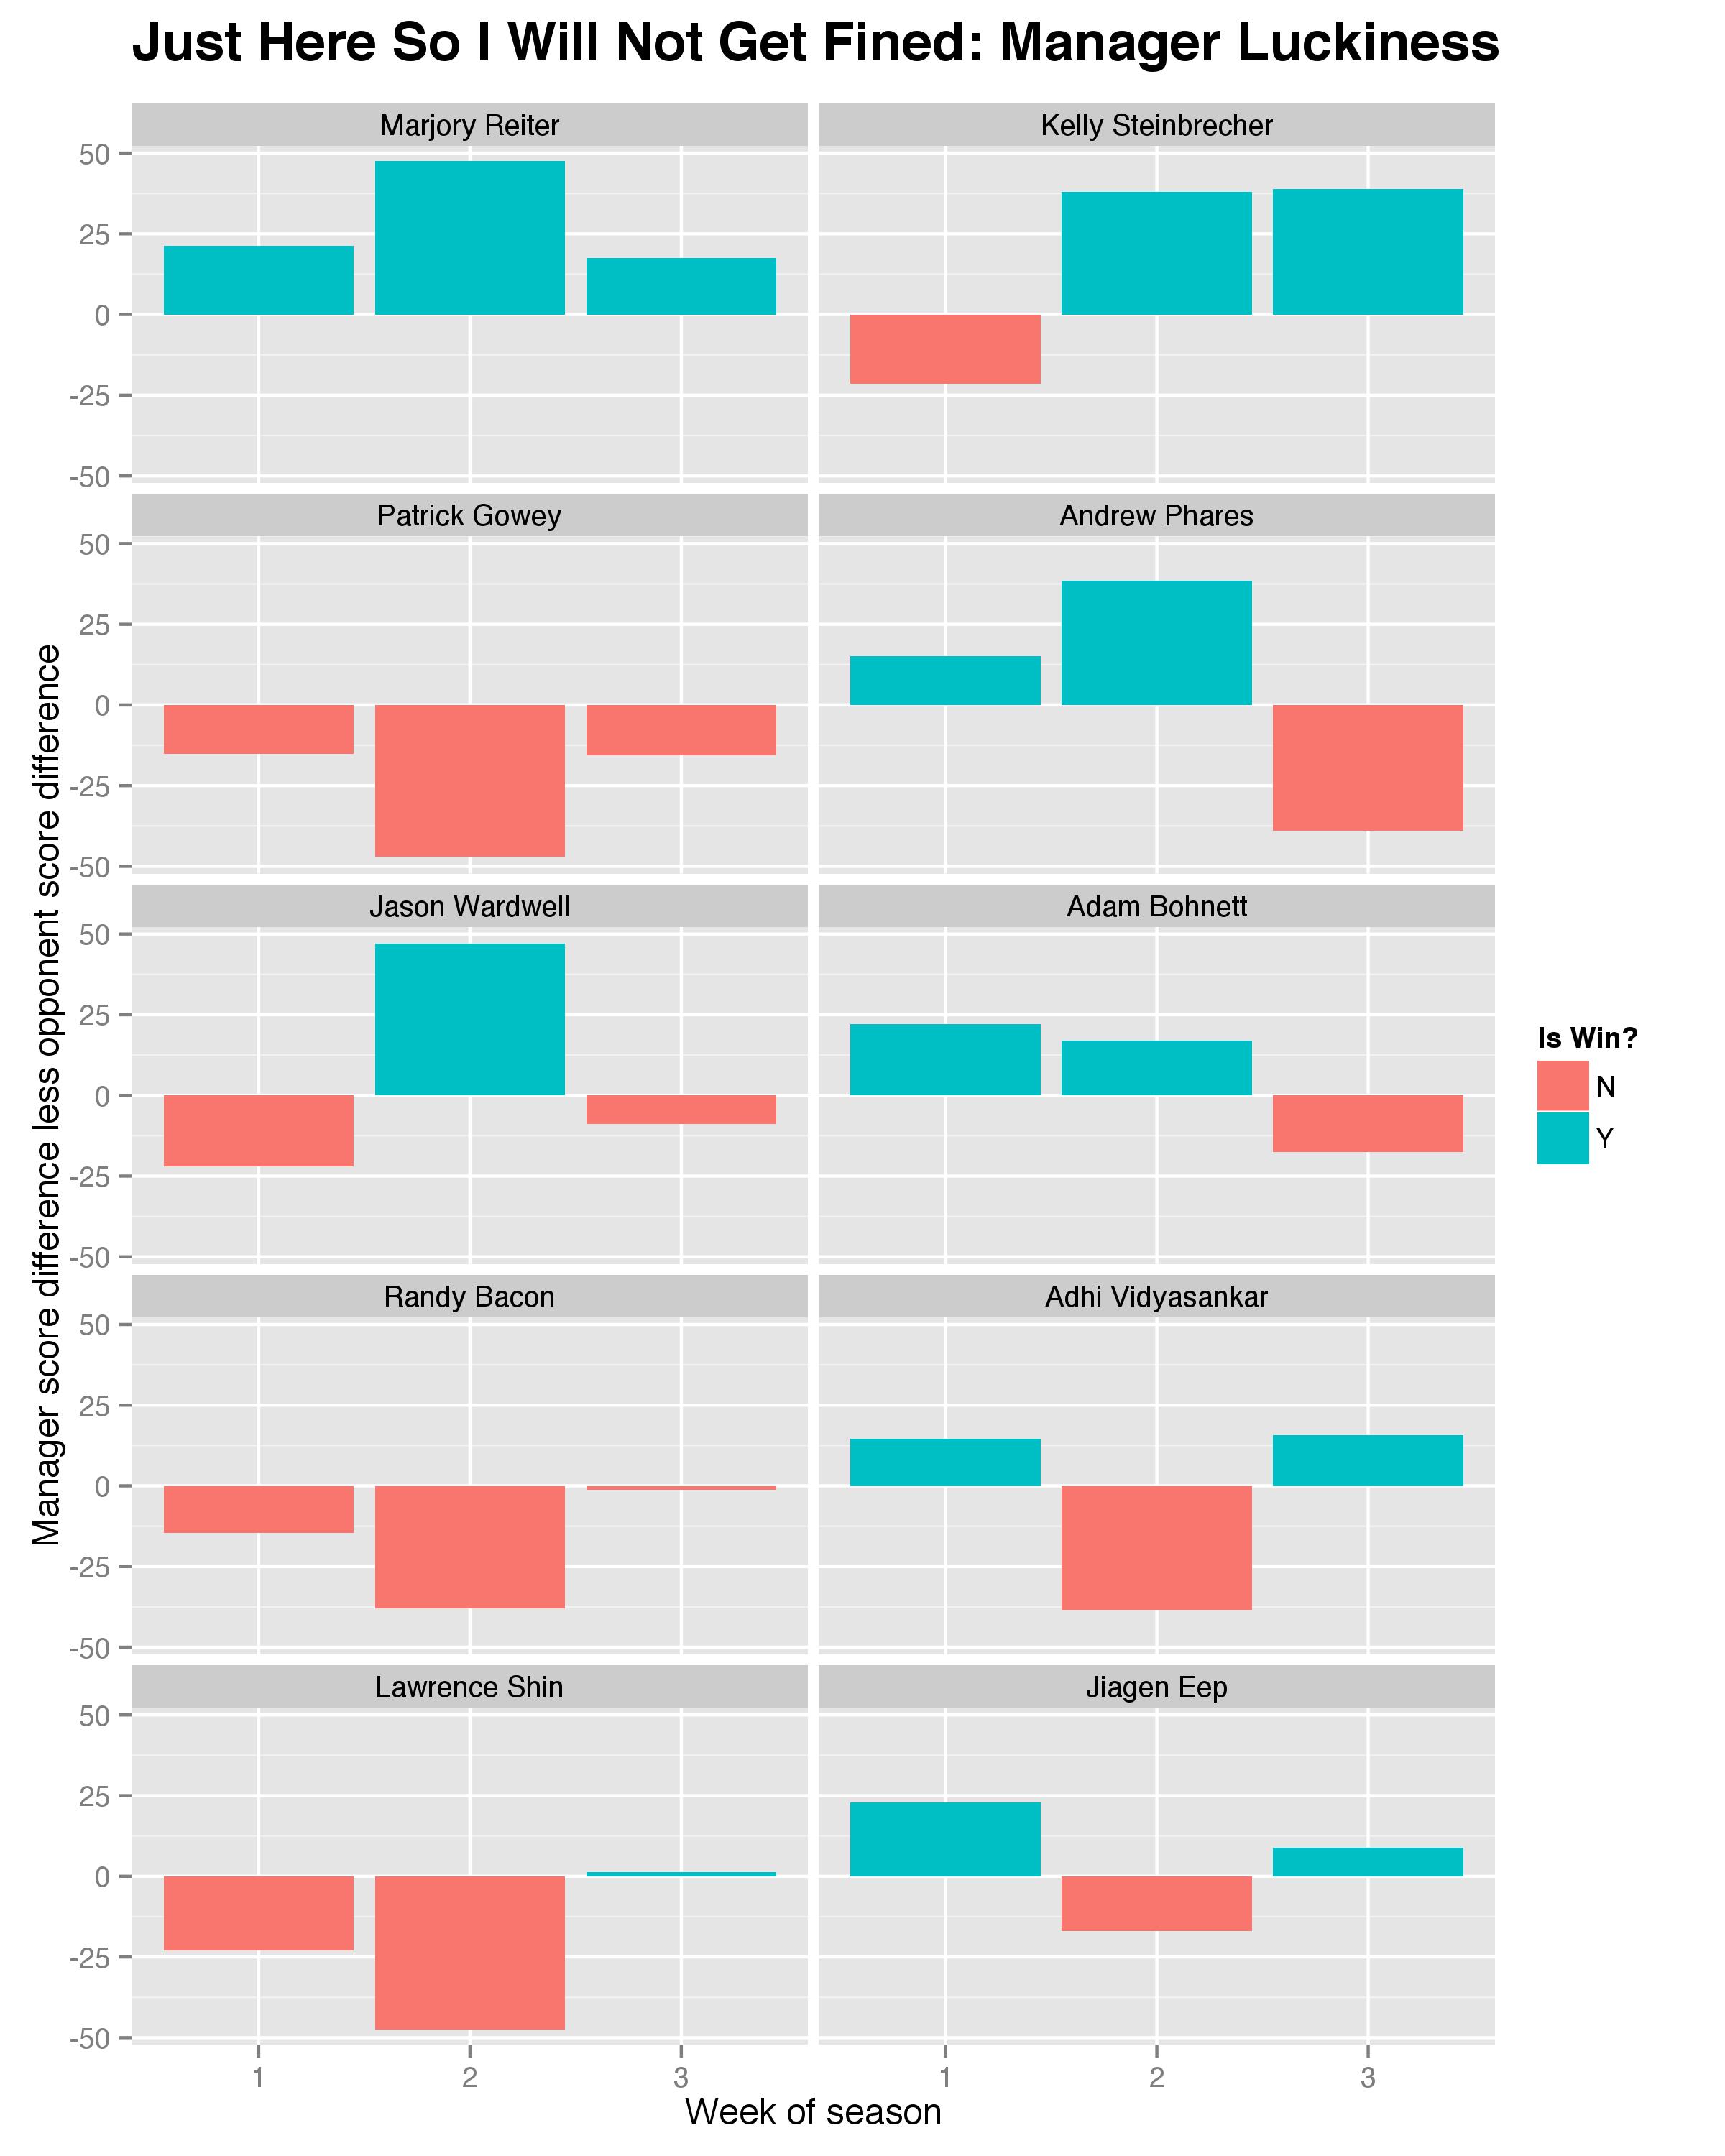 Just Here So I Will Not Get Fined: Manager Luckiness
Marjory Reiter
Kelly Steinbrecher
50
25
0
-25
-50
Patrick Gowey
Andrew Phares
50
25
0
-25
-50
Jason Wardwell
Adam Bohnett
50
25
0
-25
-50
Randy Bacon
Adhi Vidyasankar
50
25
0
-25
-50
Lawrence Shin
Jiagen Eep
50
25
0
-25
-50
1 2 3 1 2 3
Week of season
Manager score difference less opponent score difference
Is Win?
N
Y